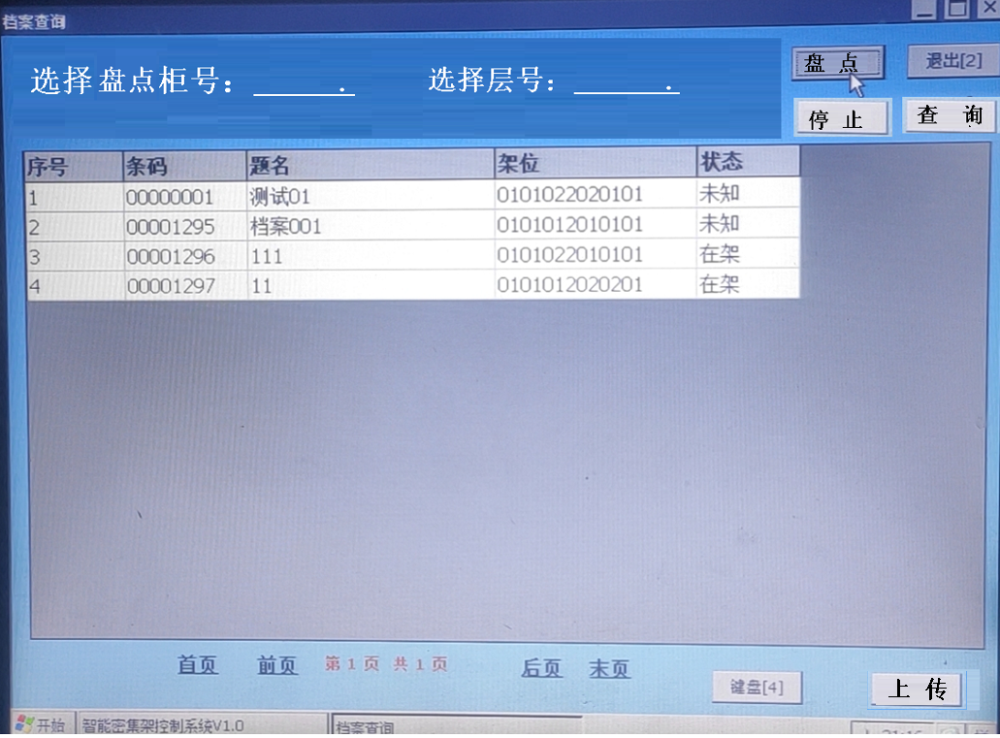 档案查询
选择盘点柜号：______.
选择层号：______.
盘 点
退出[2]
停 止
查 询
序号 条码 题名 架位 状态
1 00000001 测试01 0101022020101 未知
2 00001295 档案001 0101012010101 未知
3 00001296 111 0101022010101 在架
4 00001297 11 0101012020201 在架
首页 前页 第 1 页 共 1 页 后页 末页
键盘[4]
上 传
开始 智能密集架控制系统V1.0 档案查询